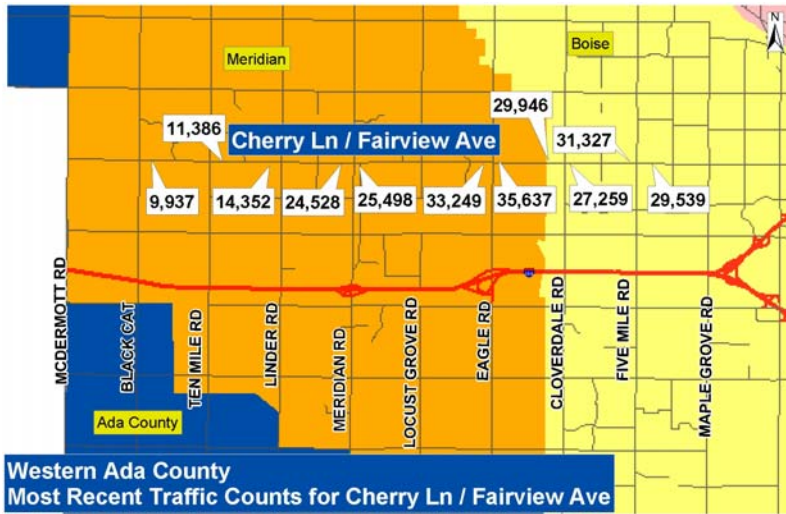 N
Meridian
Boise
29,946
11,386
Cherry Ln / Fairview Ave
31,327
9,937
14,352
24,528
25,498
33,249
35,637
27,259
29,539
MCDERMOTT RD
BLACK CAT
TEN MILE RD
LINDER RD
MERIDIAN RD
LOCUST GROVE RD
EAGLE RD
CLOVERDALE RD
FIVE MILE RD
MAPLE GROVE RD
Ada County
Western Ada County
Most Recent Traffic Counts for Cherry Ln / Fairview Ave